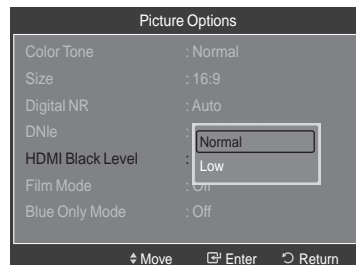 Picture Options
Color Tone : Normal
Size : 16:9
Digital NR : Auto
DNIe :
Normal
HDMI Black Level :
Low
Film Mode : Off
Blue Only Mode : Off
Move Enter Return